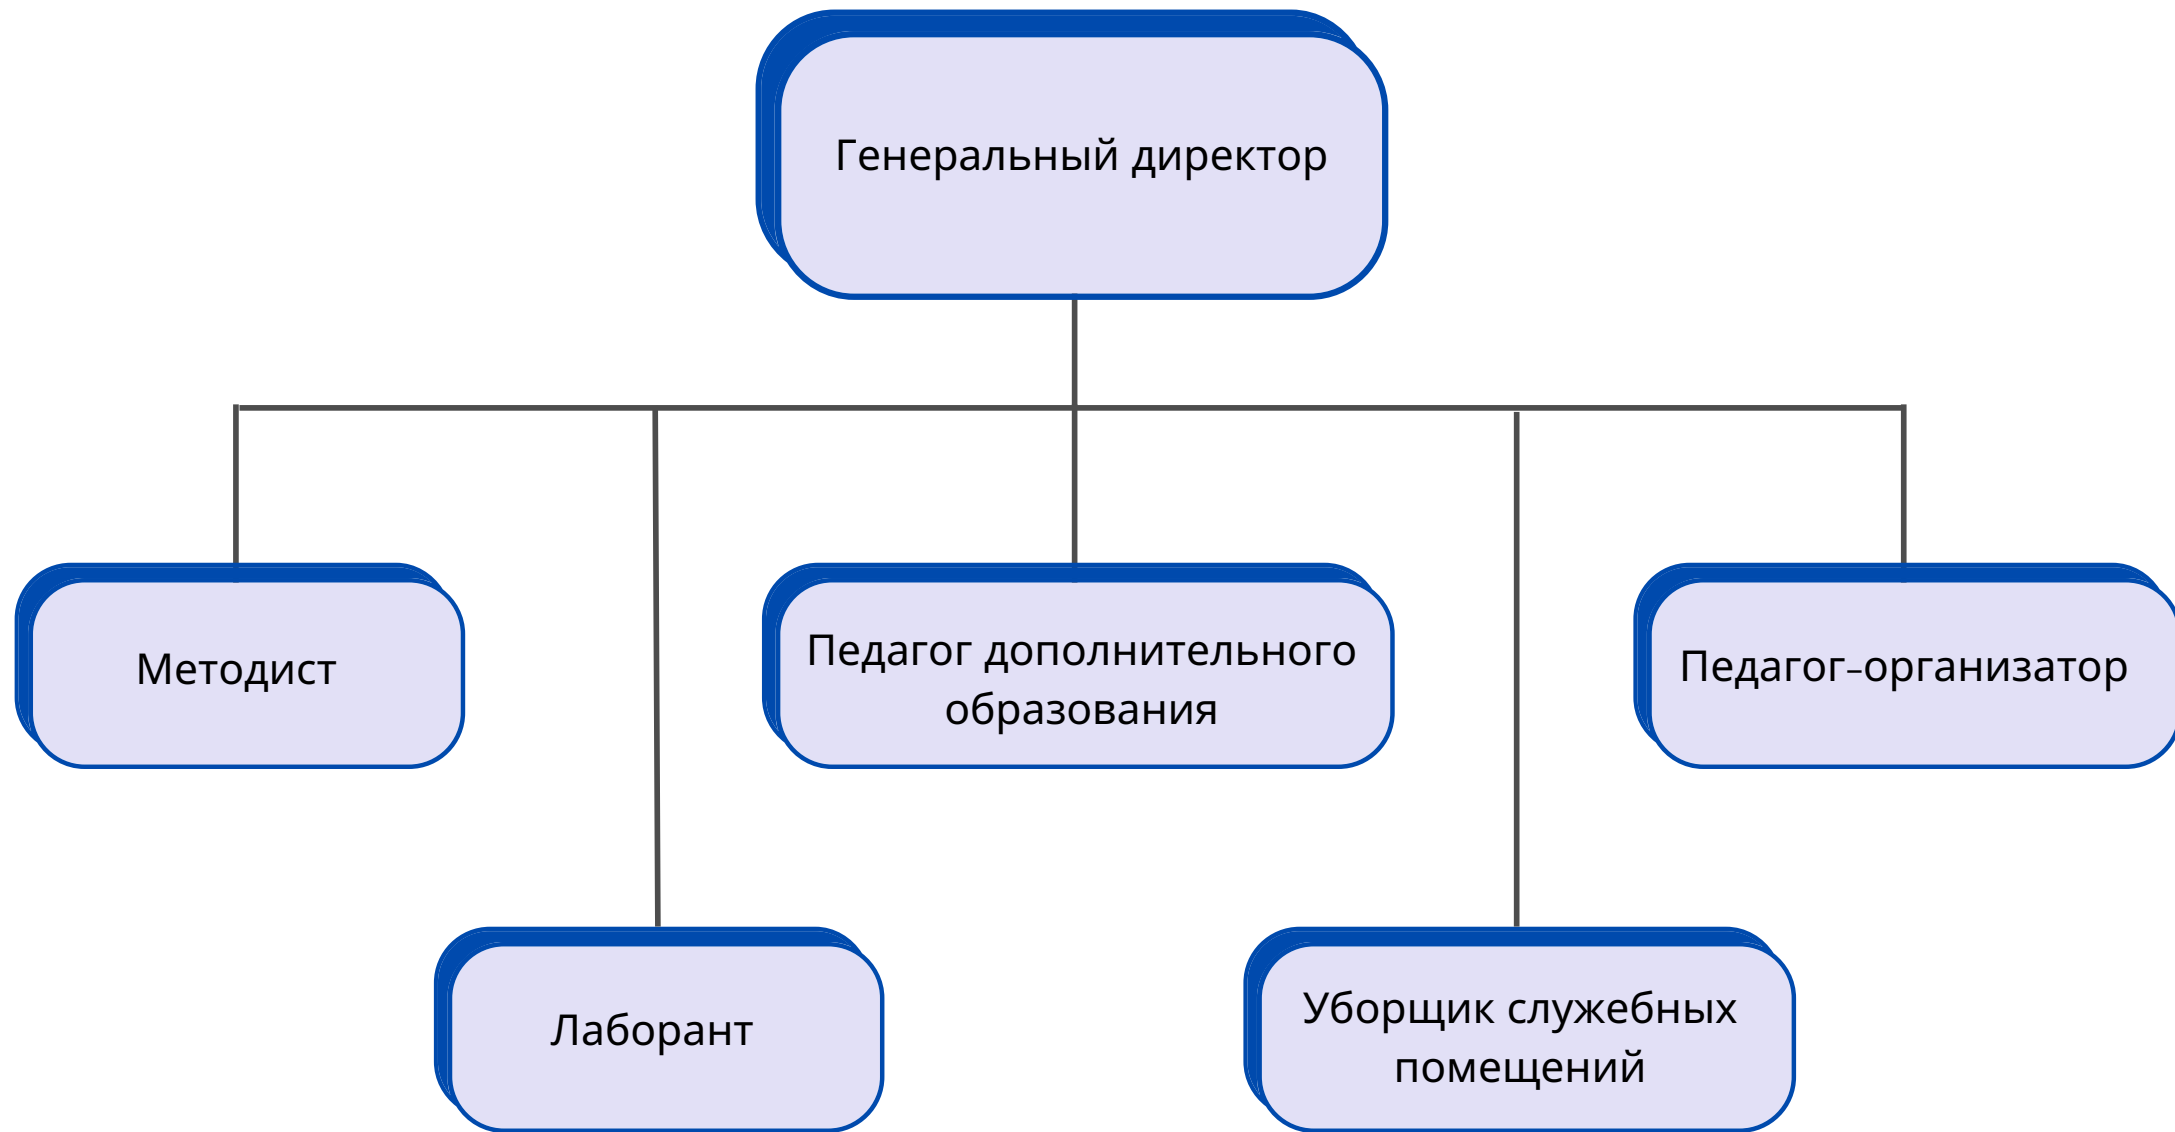 Генеральный директор
Методист
Педагог дополнительного
образования
Педагог-организатор
Лаборант
Уборщик служебных
помещений